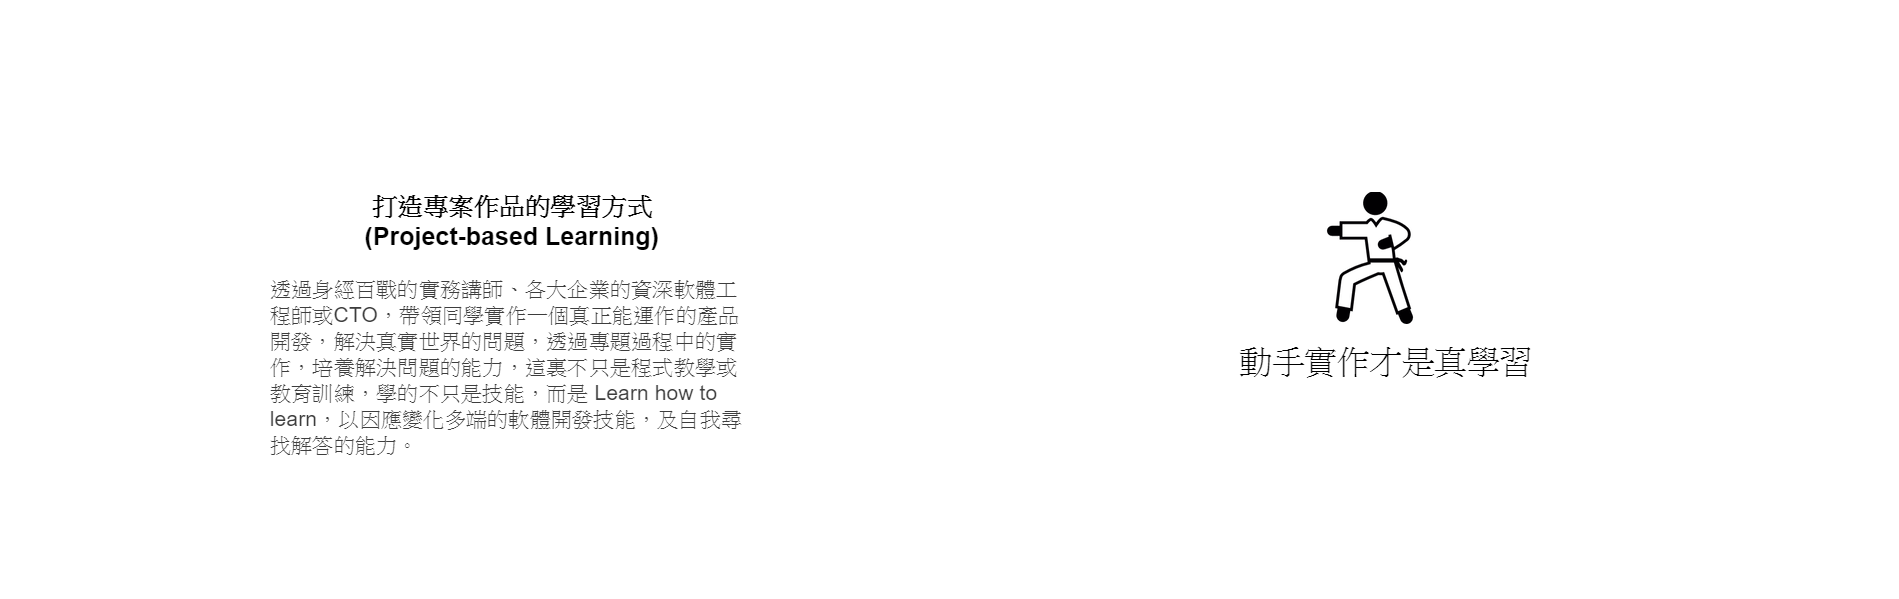 打造專案作品的學習方式
(Project-based Learning)
透過身經百戰的實務講師、各大企業的資深軟體工
程師或CTO，帶領同學實作一個真正能運作的產品
開發，解決真實世界的問題，透過專題過程中的實
作，培養解決問題的能力，這裏不只是程式教學或
教育訓練，學的不只是技能，而是 Learn how to
learn，以因應變化多端的軟體開發技能，及自我尋
找解答的能力。
動手實作才是真學習